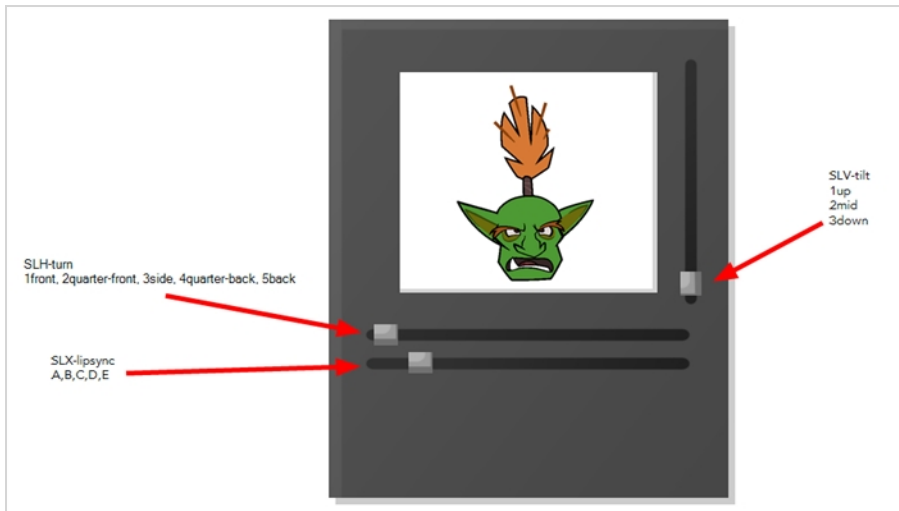 SLV-tilt
1up
2mid
3down
SLH-turn
1front, 2quarter-front, 3side, 4quarter-back, 5back
SLX-lipsync
A,B,C,D,E